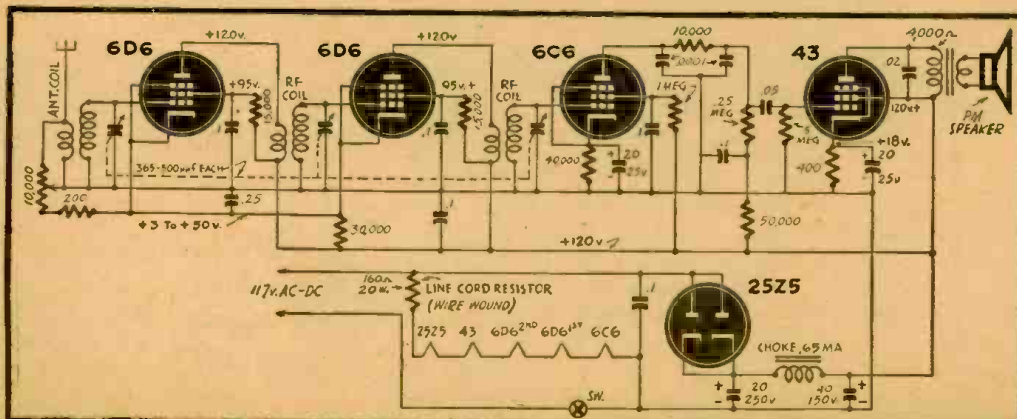 6D6
6D6
6C6
43
+120v.
+120v
10,000
4000Ω
ANT. COIL
+95v.
15,000
RF COIL
95v. +
15,000
RF COIL
.0001
1 MEG
.02
120v+
PM SPEAKER
.1
.1
.1
.1
.25 MEG
.05
.5 MEG
+18v.
365-500μμf EACH
40,000
20
25v
400
20
25v
10,000
200
.25
.1
50,000
+3 TO +50v.
30,000
+120v
117v. AC-DC
160Ω
20 W.
LINE CORD RESISTOR
(WIRE WOUND)
.1
25Z5
25Z5 43 6D6 2ND 6D6 1ST 6C6
CHOKE, 65 MA
SW.
20
250v
40
150v.